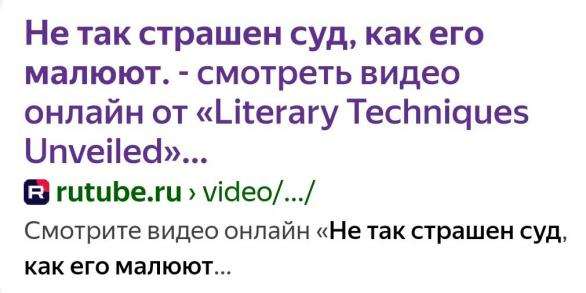 Не так страшен суд, как его
малюют. - смотреть видео
онлайн от «Literary Techniques
Unveiled»...
R rutube.ru › video/.../
Смотрите видео онлайн «Не так страшен суд,
как его малюют...